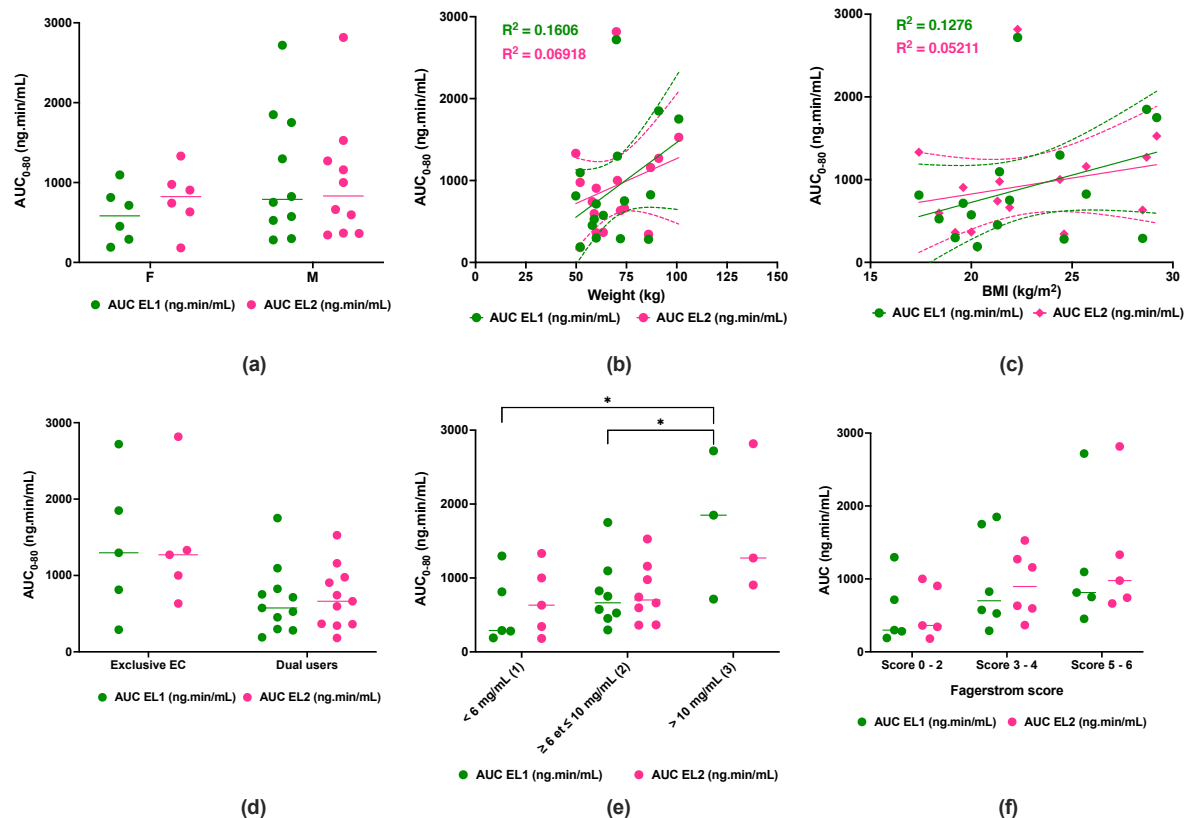 3000
2000
1000
0
AUC0-80 (ng.min/mL)
F M
AUC EL1 (ng.min/mL) AUC EL2 (ng.min/mL)
(a)
R² = 0.1606
R² = 0.06918
3000
2000
1000
0
AUC0-80 (ng.min/mL)
0 25 50 75 100 125 150
Weight (kg)
AUC EL1 (ng.min/mL) AUC EL2 (ng.min/mL)
(b)
R² = 0.1276
R² = 0.05211
3000
2000
1000
0
AUC0-80 (ng.min/mL)
15 20 25 30
BMI (kg/m²)
AUC EL1 (ng.min/mL) AUC EL2 (ng.min/mL)
(c)
3000
2000
1000
0
AUC0-80 (ng.min/mL)
Exclusive EC Dual users
AUC EL1 (ng.min/mL) AUC EL2 (ng.min/mL)
(d)
*
*
3000
2000
1000
0
AUC0-80 (ng.min/mL)
< 6 mg/mL (1)
≥ 6 et ≤ 10 mg/mL (2)
> 10 mg/mL (3)
AUC EL1 (ng.min/mL) AUC EL2 (ng.min/mL)
(e)
3000
2000
1000
0
AUC (ng.min/mL)
Score 0 - 2 Score 3 - 4 Score 5 - 6
Fagerstrom score
AUC EL1 (ng.min/mL) AUC EL2 (ng.min/mL)
(f)